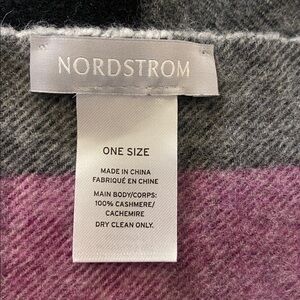 NORDSTROM
ONE SIZE
MADE IN CHINA
FABRIQUÉ EN CHINE
MAIN BODY/CORPS:
100% CASHMERE/
CACHEMIRE
DRY CLEAN ONLY.